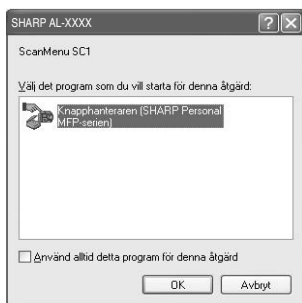 SHARP AL-XXXX
ScanMenu SC1
Välj det program som du vill starta för denna åtgärd:
Knapphanteraren (SHARP Personal
MFP-serien)
Använd alltid detta program för denna åtgärd
OK
Avbryt